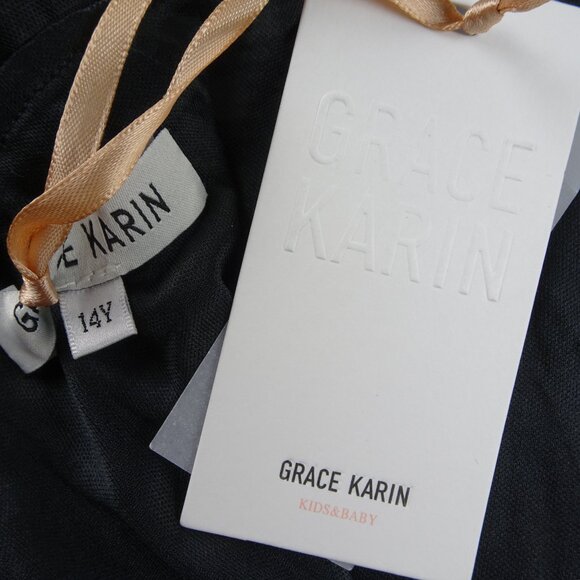 GRACE
KARIN
GRACE KARIN
KIDS&BABY
E KARIN
G
14Y